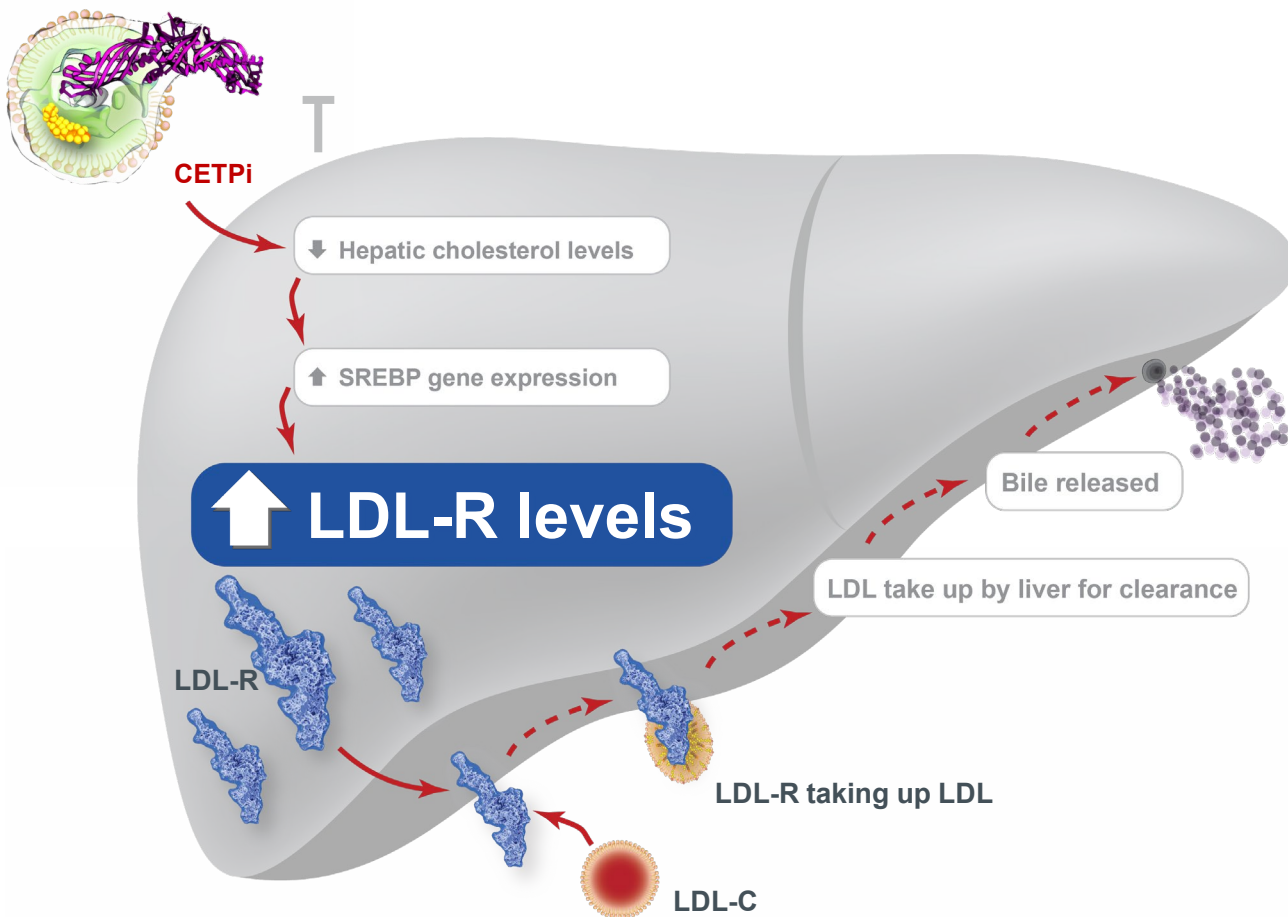 CETPi
Hepatic cholesterol levels
SREBP gene expression
LDL-R levels
LDL-R
Bile released
LDL take up by liver for clearance
LDL-R taking up LDL
LDL-C